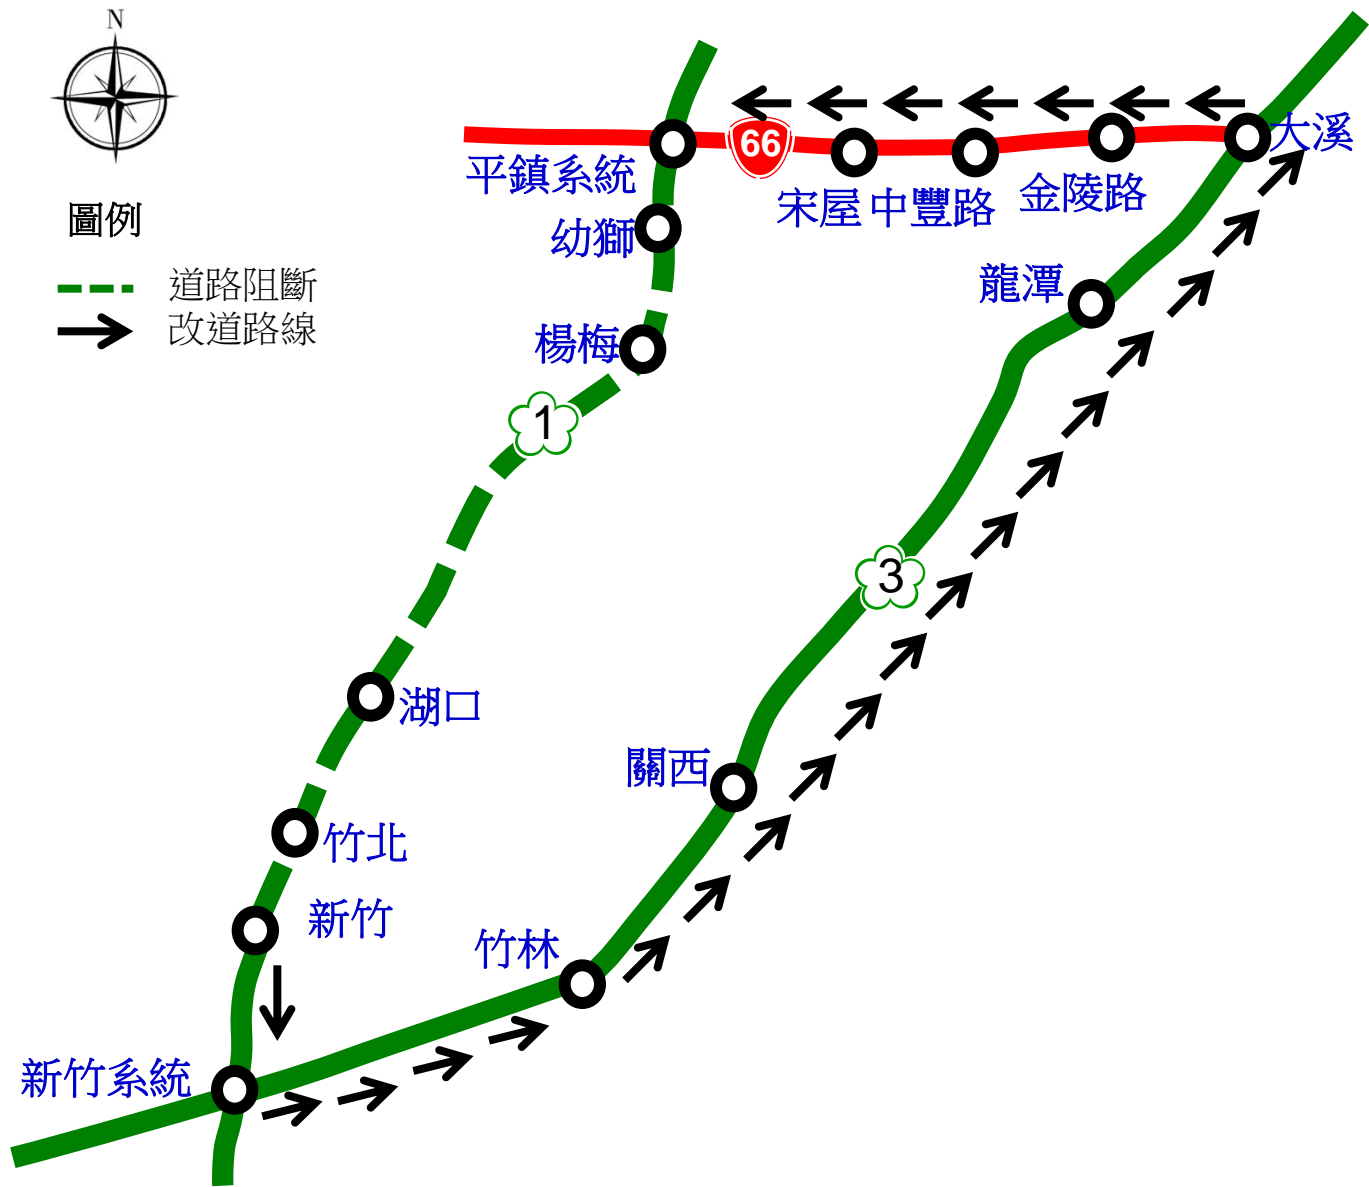 N
圖例
道路阻斷
改道路線
66
大溪
平鎮系統
宋屋
中豐路
金陵路
幼獅
龍潭
楊梅
1
3
湖口
關西
竹北
新竹
竹林
新竹系統